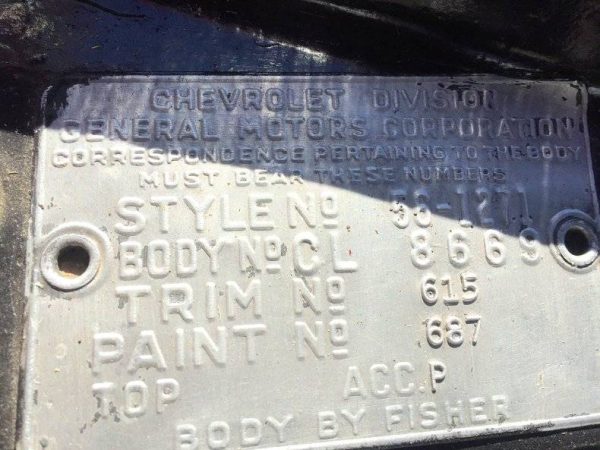 CHEVROLET DIVISION
GENERAL MOTORS CORPORATION
CORRESPONDENCE PERTAINING TO THE BODY
MUST BEAR THESE NUMBERS
STYLE NO 56-1271
BODY NO CL 8669
TRIM NO 615
PAINT NO 687
TOP ACC. P
BODY BY FISHER